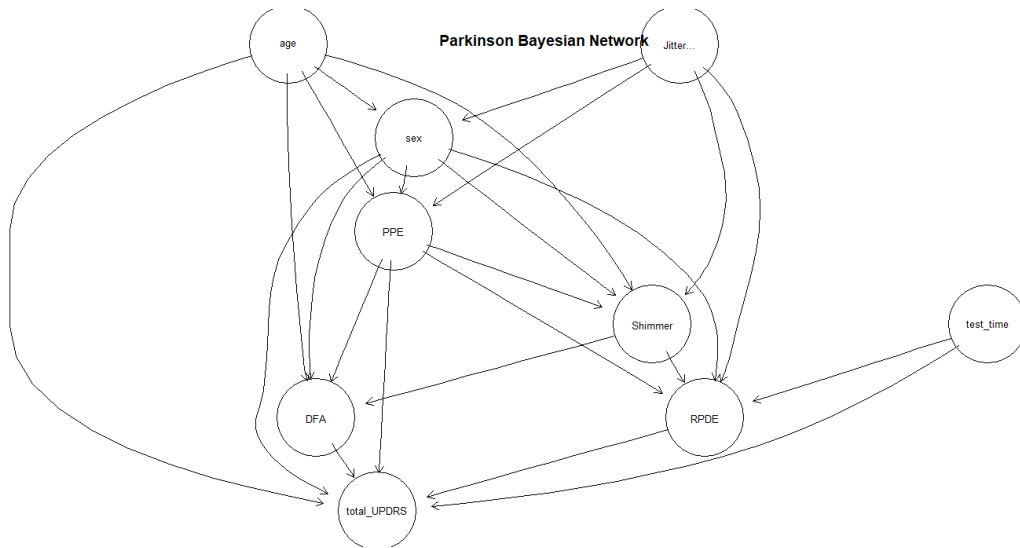 Parkinson Bayesian Network
age
Jitter...
sex
PPE
Shimmer
test_time
DFA
RPDE
total_UPDRS